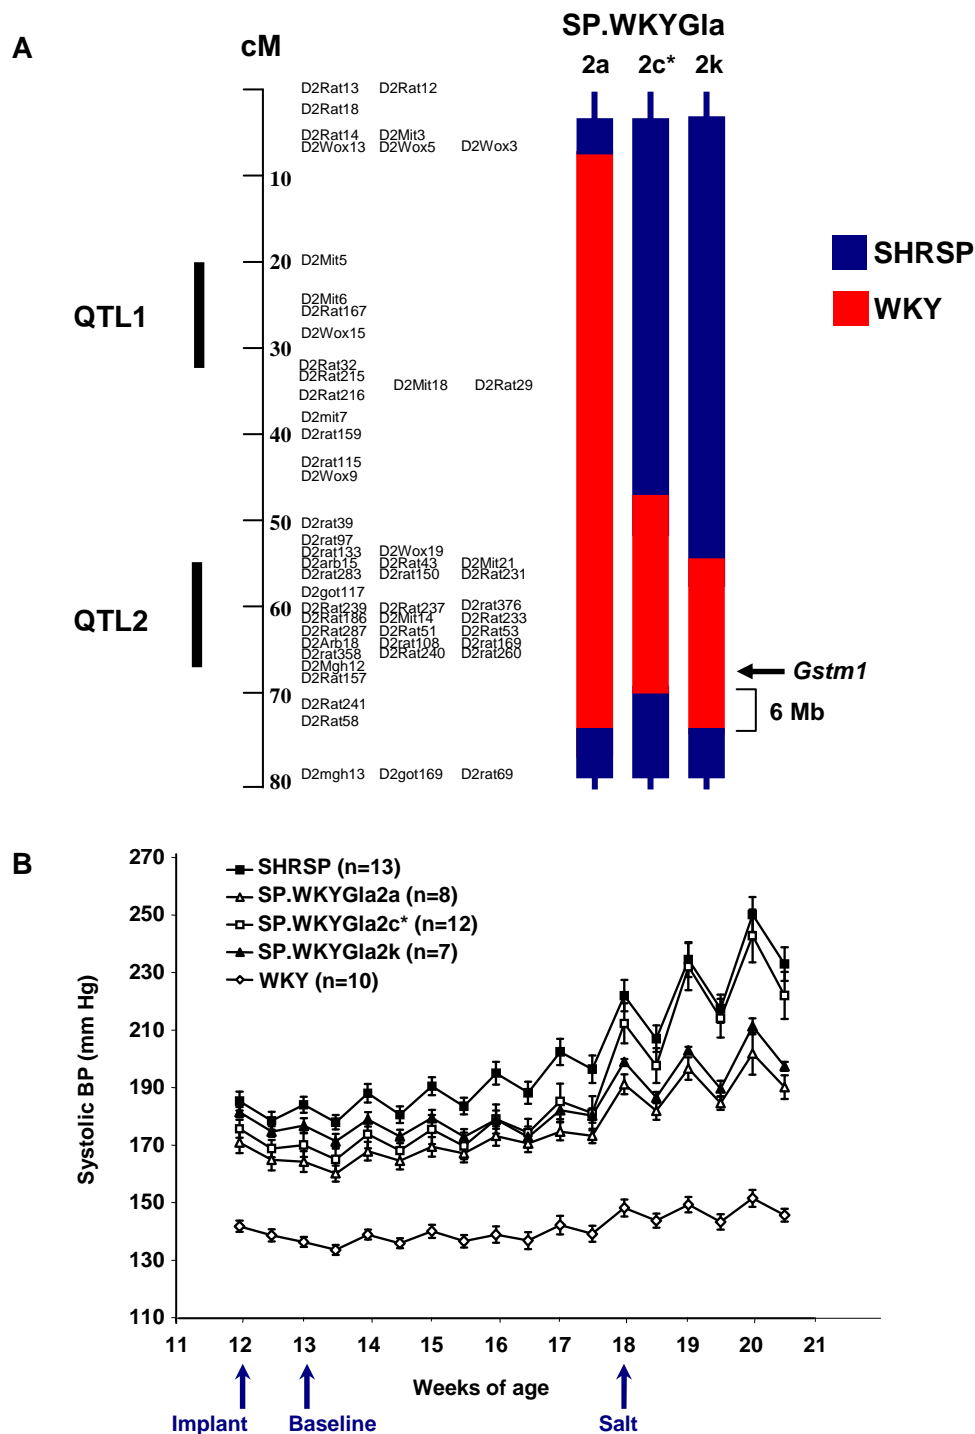 A
cM
SP.WKYGla
2a 2c* 2k
D2Rat13 D2Rat12
D2Rat18
D2Rat14 D2Mit3
D2Wox13 D2Wox5 D2Wox3
10
20
D2Mit5
D2Mit6
D2Rat167
QTL1
D2Wox15
30
D2Rat32
D2Rat215
D2Mit18 D2Rat29
D2Rat216
D2mit7
40
D2rat159
D2rat115
D2Wox9
50
D2rat39
D2rat97
D2rat133 D2Wox19
D2arb15 D2Rat43 D2Mit21
D2rat283 D2rat150 D2Rat231
D2got117
60
D2Rat239 D2Rat237 D2rat376
QTL2
D2Rat186 D2Mit14 D2Rat233
D2Rat287 D2Rat51 D2Rat53
D2Arb18 D2rat108 D2rat169
D2rat358 D2Rat240 D2rat260
D2Mgh12
D2Rat157
70
D2Rat241
D2Rat58
80
D2mgh13 D2got169 D2rat69
SHRSP
WKY
Gstm1
6 Mb
B
SHRSP (n=13)
SP.WKYGla2a (n=8)
SP.WKYGla2c* (n=12)
SP.WKYGla2k (n=7)
WKY (n=10)
Systolic BP (mm Hg)
270
250
230
210
190
170
150
130
110
11 12 13 14 15 16 17 18 19 20 21
Weeks of age
Implant Baseline Salt